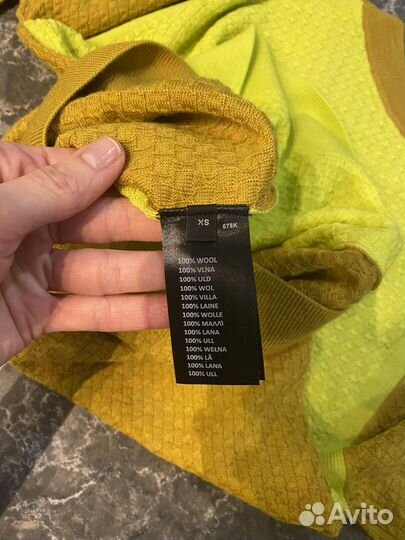 XS
678K
100% WOOL
100% VLNA
100% ULD
100% WOL
100% VILLA
100% LAINE
100% WOLLE
100% ΜΑΛΛΙ
100% LANA
100% ULL
100% WEŁNA
100% LÃ
100% LANA
100% ULL
Avito